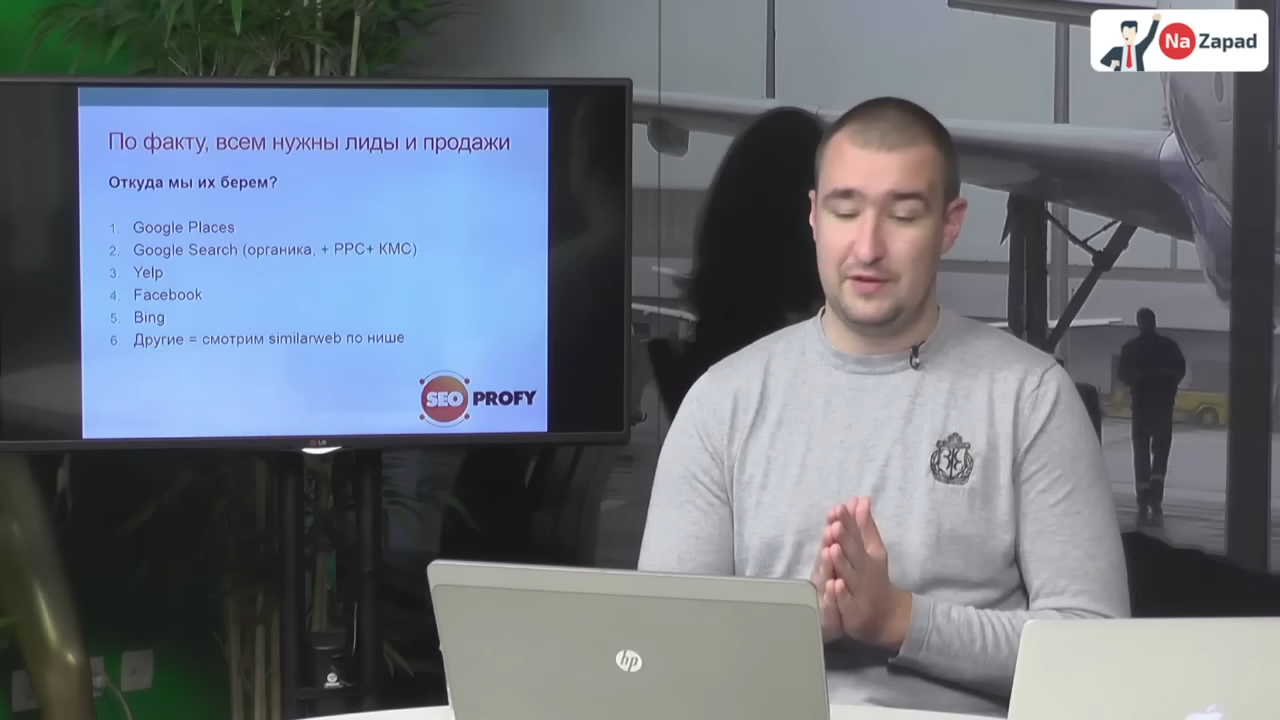 Na Zapad
По факту, всем нужны лиды и продажи
Откуда мы их берем?
1. Google Places
2. Google Search (органика, + PPC+ КМС)
3. Yelp
4. Facebook
5. Bing
6. Другие = смотрим similarweb по нише
SEO PROFY
LG
hp